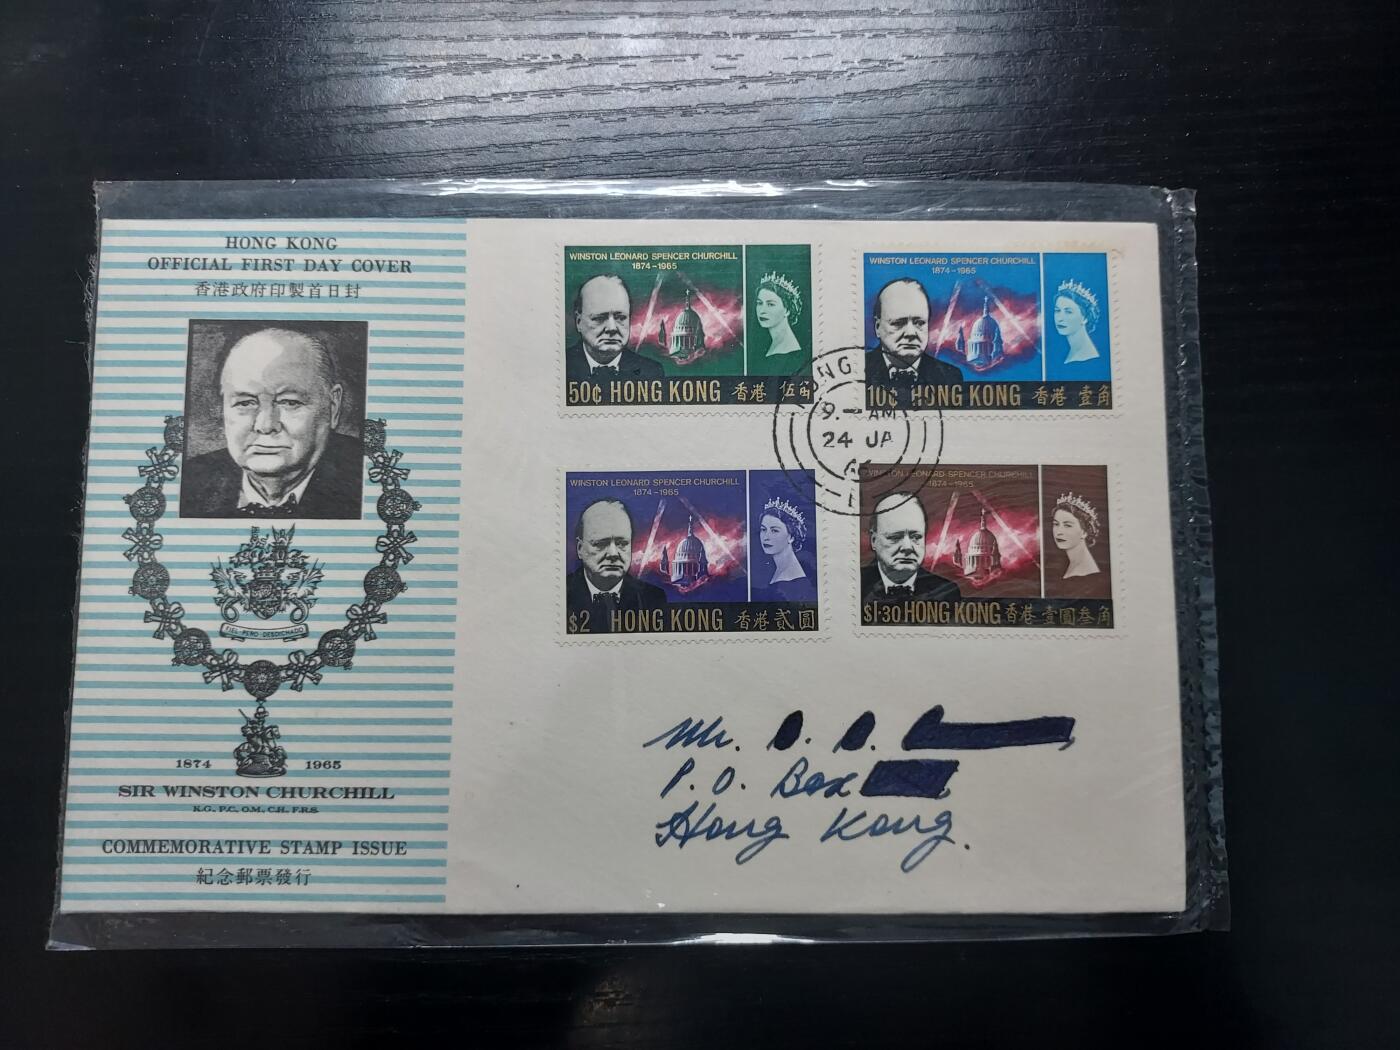 HONG KONG
OFFICIAL FIRST DAY COVER
香港政府印製首日封
FIEL PERO DESDICHADO
1874 1965
SIR WINSTON CHURCHILL
K.G., P.C., O.M., C.H., F.R.S.
COMMEMORATIVE STAMP ISSUE
紀念郵票發行
WINSTON LEONARD SPENCER CHURCHILL
1874-1965
50¢ HONG KONG 香港 伍角
WINSTON LEONARD SPENCER CHURCHILL
1874-1965
10¢ HONG KONG 香港 壹角
9.— AM
24 JA
WINSTON LEONARD SPENCER CHURCHILL
1874-1965
$2 HONG KONG 香港 貳圓
WINSTON LEONARD SPENCER CHURCHILL
1874-1965
$1·30 HONG KONG 香港 壹圓叁角
Mr.
P. O. Box
Hong Kong.